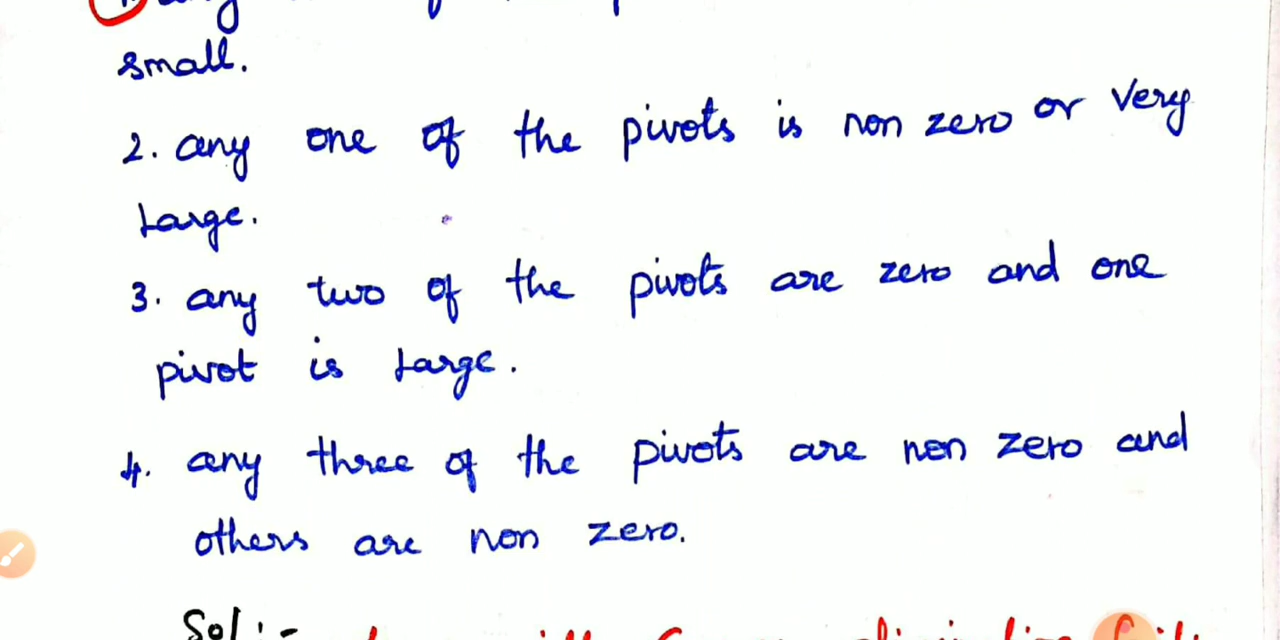 small.
2. any one of the pivots is non zero or very
large.
3. any two of the pivots are zero and one
pivot is large.
4. any three of the pivots are non zero and
others are non zero.
Sol:-